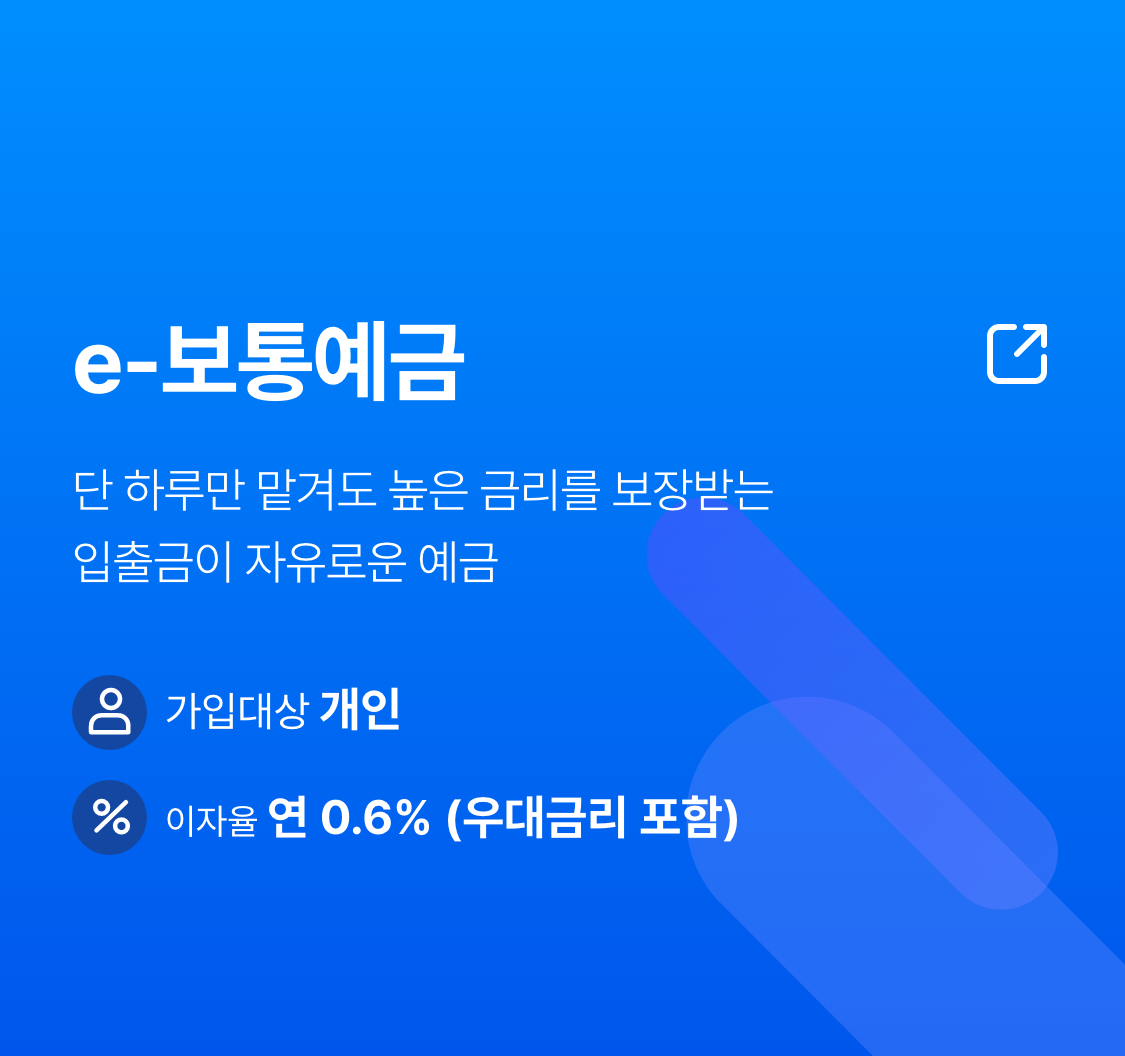 e-보통예금
단 하루만 맡겨도 높은 금리를 보장받는
입출금이 자유로운 예금
가입대상 개인
이자율 연 0.6% (우대금리 포함)